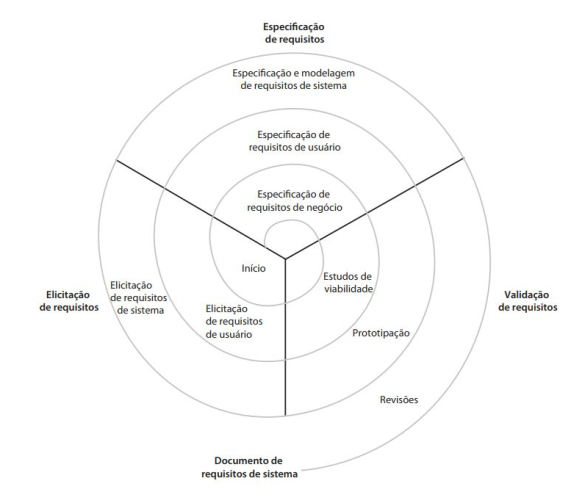 Especificação
de requisitos
Especificação e modelagem
de requisitos de sistema
Especificação de
requisitos de usuário
Especificação de
requisitos de negócio
Início
Estudos de
viabilidade
Elicitação
de requisitos
Elicitação
de requisitos
de sistema
Elicitação
de requisitos
de usuário
Validação
de requisitos
Prototipação
Revisões
Documento de
requisitos de sistema